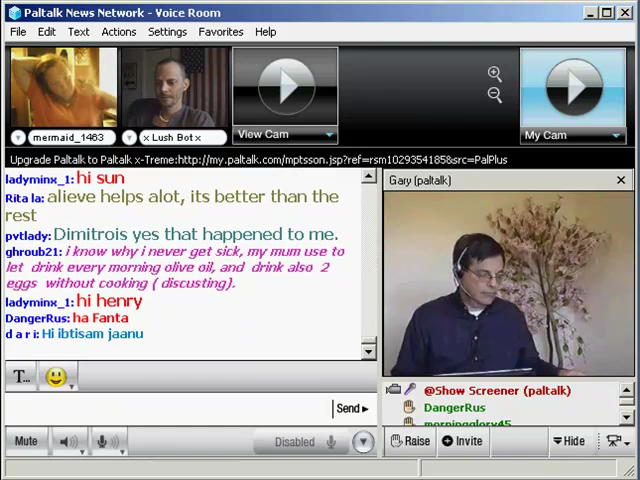 Paltalk News Network - Voice Room
File Edit Text Actions Settings Favorites Help
mermaid_1463
x Lush Bot x
View Cam
My Cam
Upgrade Paltalk to Paltalk x-Treme:http://my.paltalk.com/mptsson.jsp?ref=rsm1029354185&src=PalPlus
ladyminx_1: hi sun
Rita la: alieve helps alot, its better than the
rest
pvtlady: Dimitrois yes that happened to me.
ghroub21: i know why i never get sick, my mum use to
let drink every morning olive oil, and drink also 2
eggs without cooking ( discusting).
ladyminx_1: hi henry
DangerRus: ha Fanta
d a r i: Hi ibtisam jaanu
T...
Send
Mute
Disabled
Gary (paltalk)
@Show Screener (paltalk)
DangerRus
morningglory45
Raise
Invite
Hide